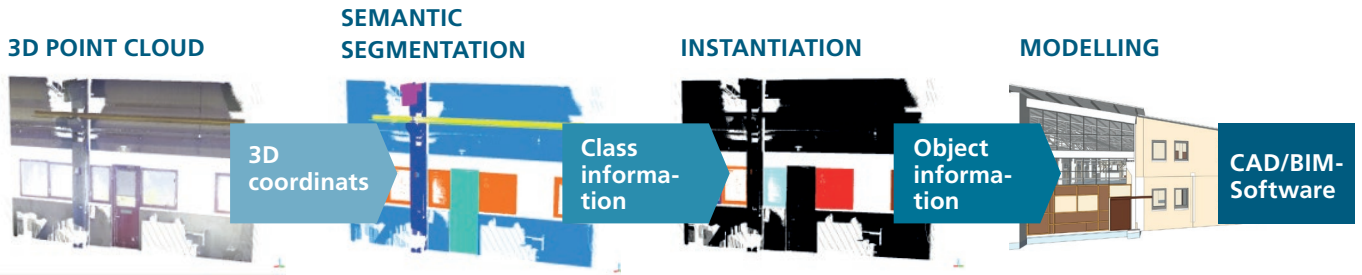 3D POINT CLOUD
SEMANTIC
SEGMENTATION
INSTANTIATION
MODELLING
3D
coordinats
Class
informa-
tion
Object
informa-
tion
CAD/BIM-
Software